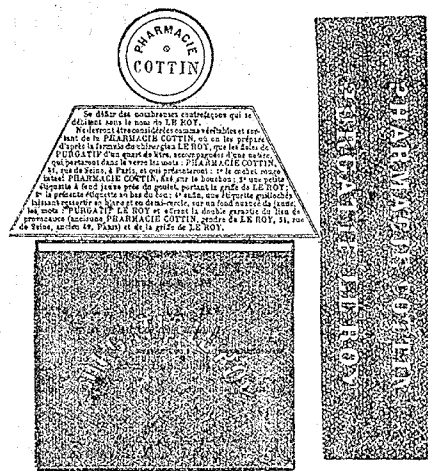 PHARMACIE
COTTIN
Se défier des nombreuses contrefaçons qui se
débitent sous le nom de LE ROY.
Ne devront être considérées comme véritables et sor-
tant de la PHARMACIE COTTIN, où on les prépare
d'après la formule du chirurgien LE ROY, que les fioles de
PURGATIF d'un quart de litre, accompagnées d'une notice,
qui porteront dans le verre les mots : PHARMACIE COTTIN,
51, rue de Seine, à Paris, et qui présenteront : 1° le cachet rouge
intact PHARMACIE COTTIN, fixé sur le bouchon; 2° une petite
étiquette à fond jaune près du goulot, portant la griffe de LE ROY;
3° la présente étiquette au bas du cou; 4° enfin, une étiquette guillochée
laissant ressortir en blanc et en demi-cercle, sur un fond nuancé de jaune
les mots : PURGATIF LE ROY et offrant la double garantie du lieu de
provenance (ancienne PHARMACIE COTTIN, gendre de LE ROY, 51, rue
de Seine, ancien 49, Paris) et de la griffe de LE ROY.
PURGATIF LE ROY
PHARMACIE COTTIN
PURGATIF LE ROY